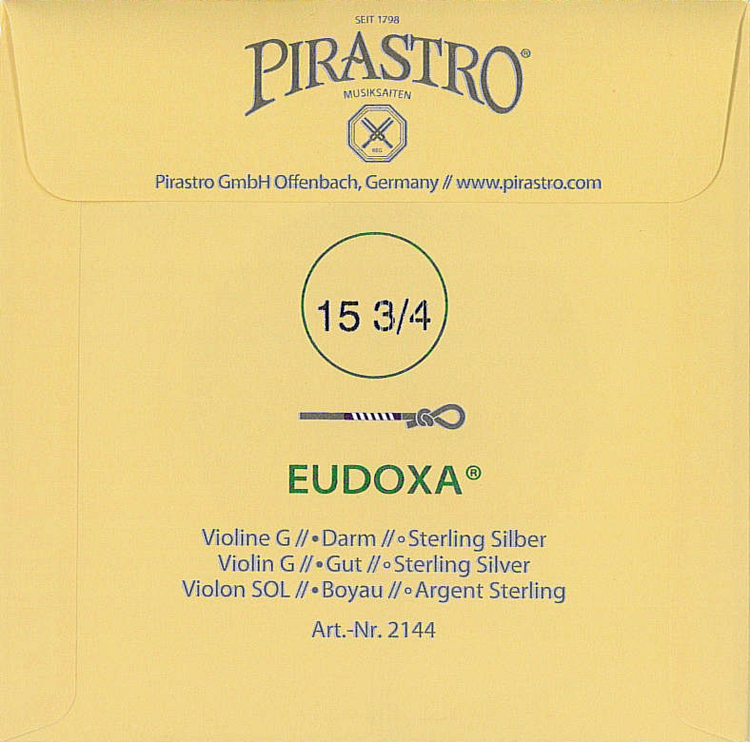 SEIT 1798
PIRASTRO®
MUSIKSAITEN
REG
Pirastro GmbH Offenbach, Germany // www.pirastro.com
15 3/4
EUDOXA®
Violine G //•Darm //∘Sterling Silber
Violin G //•Gut //∘Sterling Silver
Violon SOL //•Boyau //∘Argent Sterling
Art.-Nr. 2144